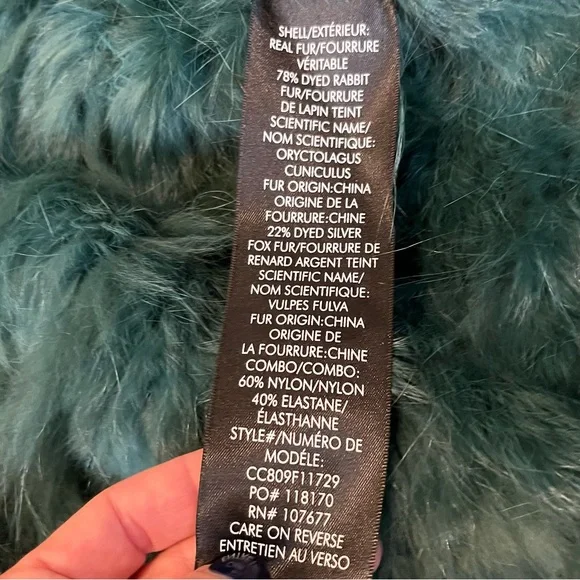 SHELL/EXTÉRIEUR:
REAL FUR/FOURRURE
VÉRITABLE
78% DYED RABBIT
FUR/FOURRURE
DE LAPIN TEINT
SCIENTIFIC NAME/
NOM SCIENTIFIQUE:
ORYCTOLAGUS
CUNICULUS
FUR ORIGIN:CHINA
ORIGINE DE LA
FOURRURE:CHINE
22% DYED SILVER
FOX FUR/FOURRURE DE
RENARD ARGENT TEINT
SCIENTIFIC NAME/
NOM SCIENTIFIQUE:
VULPES FULVA
FUR ORIGIN:CHINA
ORIGINE DE
LA FOURRURE:CHINE
COMBO/COMBO:
60% NYLON/NYLON
40% ELASTANE/
ÉLASTHANNE
STYLE#/NUMÉRO DE
MODÉLE:
CC809F11729
PO# 118170
RN# 107677
CARE ON REVERSE
ENTRETIEN AU VERSO